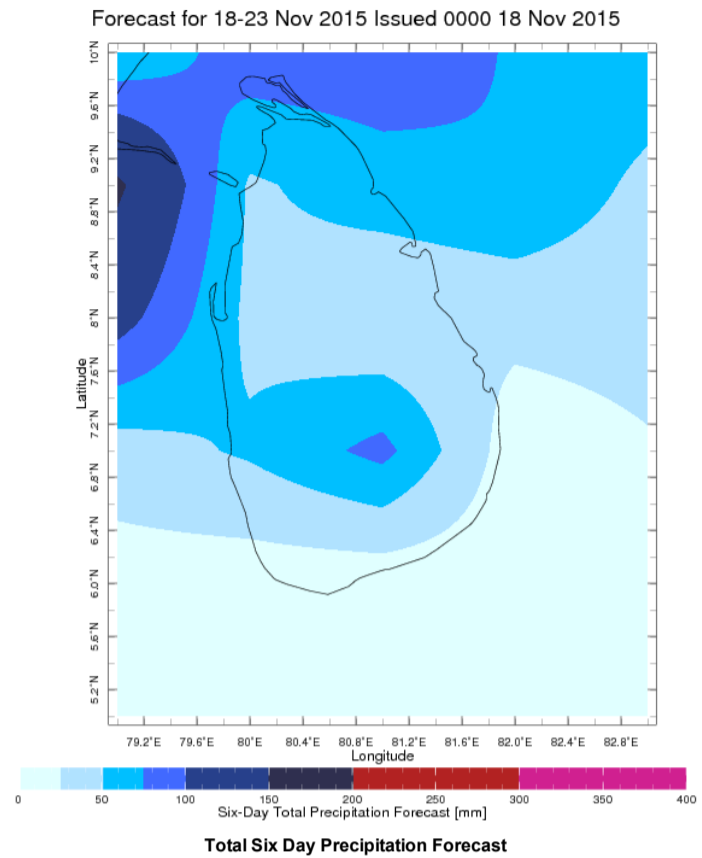 Forecast for 18-23 Nov 2015 Issued 0000 18 Nov 2015
10°N
9.6°N
9.2°N
8.8°N
8.4°N
8°N
7.6°N
7.2°N
6.8°N
6.4°N
6.0°N
5.6°N
5.2°N
Latitude
79.2°E 79.6°E 80°E 80.4°E 80.8°E 81.2°E 81.6°E 82.0°E 82.8°E
82.4°E
Longitude
0 50 100 150 200 250 300 350 400
Six-Day Total Precipitation Forecast [mm]
Total Six Day Precipitation Forecast